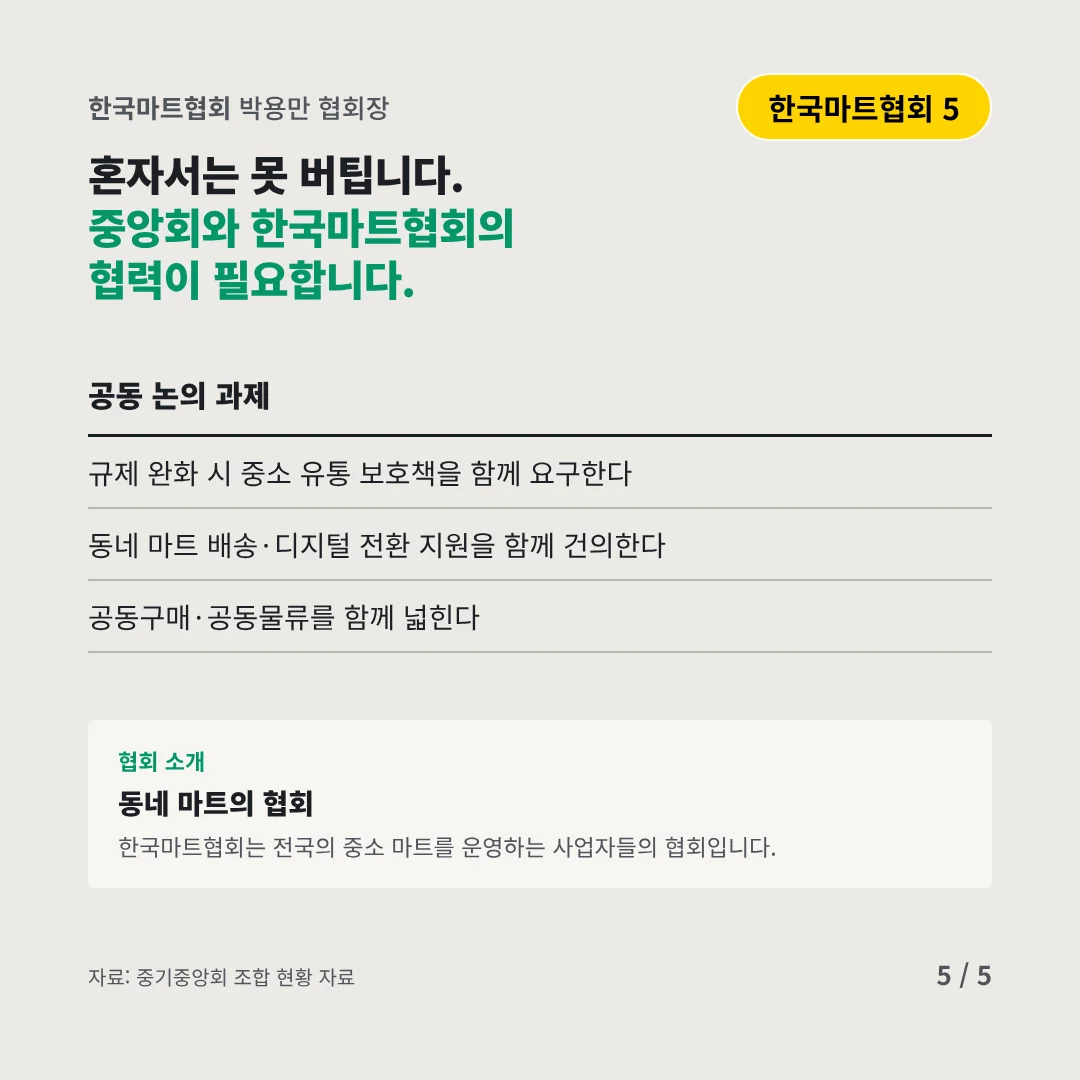 한국마트협회 박용만 협회장
한국마트협회 5
혼자서는 못 버팁니다.
중앙회와 한국마트협회의
협력이 필요합니다.
공동 논의 과제
규제 완화 시 중소 유통 보호책을 함께 요구한다
동네 마트 배송·디지털 전환 지원을 함께 건의한다
공동구매·공동물류를 함께 넓힌다
협회 소개
동네 마트의 협회
한국마트협회는 전국의 중소 마트를 운영하는 사업자들의 협회입니다.
자료: 중기중앙회 조합 현황 자료
5 / 5